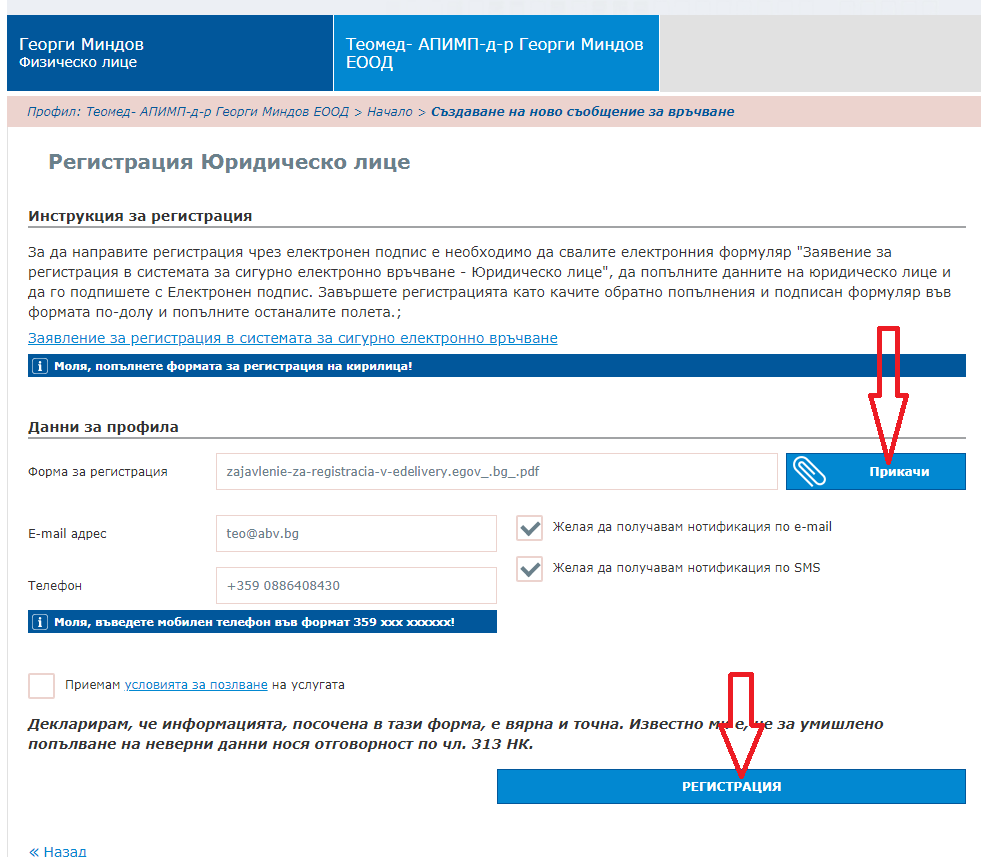 Георги Миндов
Физическо лице
Теомед- АПИМП-д-р Георги Миндов
ЕООД
Профил: Теомед- АПИМП-д-р Георги Миндов ЕООД > Начало > Създаване на ново съобщение за връчване
Регистрация Юридическо лице
Инструкция за регистрация
За да направите регистрация чрез електронен подпис е необходимо да свалите електронния формуляр "Заявение за
регистрация в системата за сигурно електронно връчване - Юридическо лице", да попълните данните на юридическо лице и
да го подпишете с Електронен подпис. Завършете регистрацията като качите обратно попълнения и подписан формуляр във
формата по-долу и попълните останалите полета.;
Заявление за регистрация в системата за сигурно електронно връчване
i Моля, попълнете формата за регистрация на кирилица!
Данни за профила
Форма за регистрация
zajavlenie-za-registracia-v-edelivery.egov_.bg_.pdf
Прикачи
E-mail адрес
teo@abv.bg
Желая да получавам нотификация по e-mail
Телефон
+359 0886408430
Желая да получавам нотификация по SMS
i Моля, въведете мобилен телефон във формат 359 xxx xxxxxx!
Приемам условията за позлване на услугата
Декларирам, че информацията, посочена в тази форма, е вярна и точна. Известно ми е, че за умишлено
попълване на неверни данни нося отговорност по чл. 313 НК.
РЕГИСТРАЦИЯ
« Назад